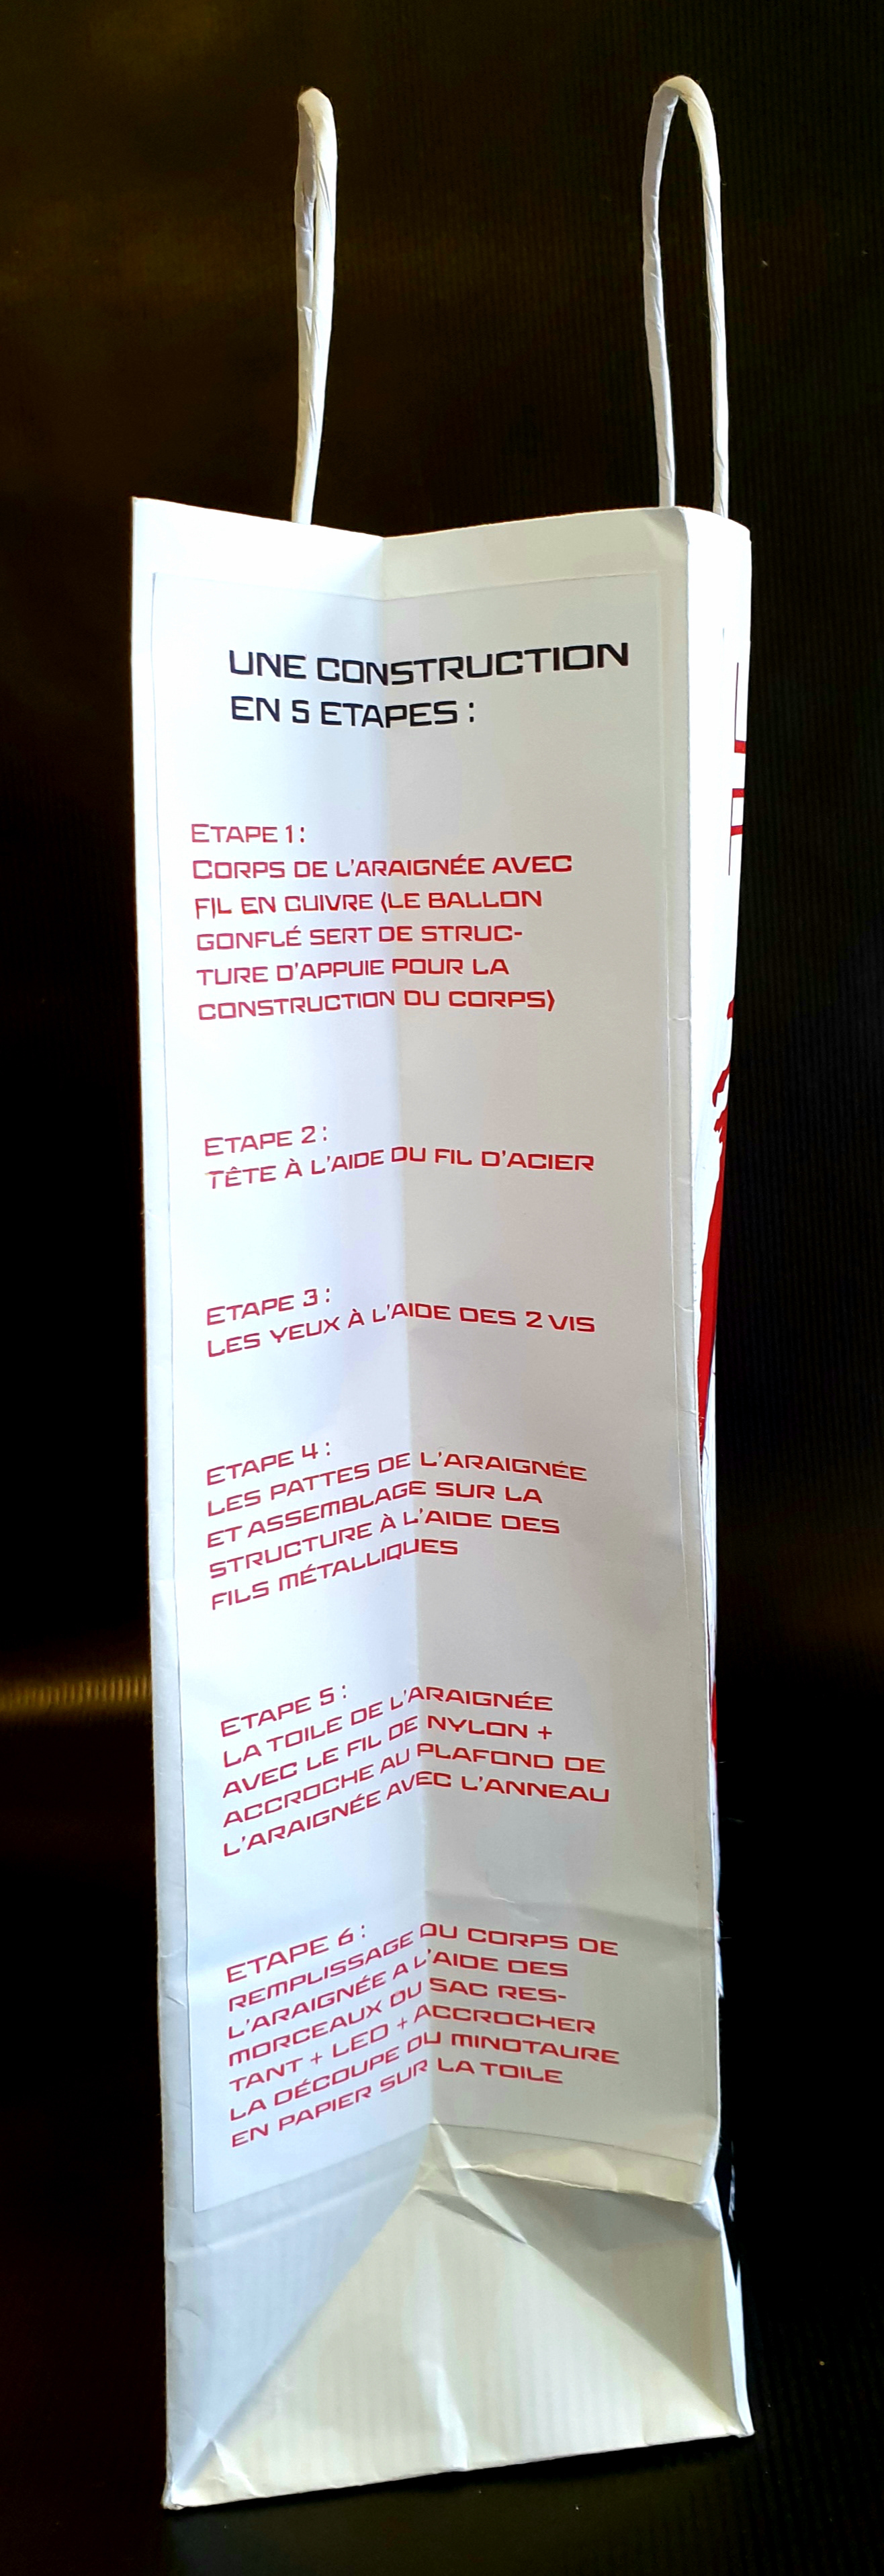 UNE CONSTRUCTION
EN 5 ETAPES :
ETAPE 1 :
CORPS DE L'ARAIGNÉE AVEC
FIL EN CUIVRE (LE BALLON
GONFLÉ SERT DE STRUC-
TURE D'APPUIE POUR LA
CONSTRUCTION DU CORPS)
ETAPE 2 :
TÊTE À L'AIDE DU FIL D'ACIER
ETAPE 3 :
LES YEUX À L'AIDE DES 2 VIS
ETAPE 4 :
LES PATTES DE L'ARAIGNÉE
ET ASSEMBLAGE SUR LA
STRUCTURE À L'AIDE DES
FILS MÉTALLIQUES
ETAPE 5 :
LA TOILE DE L'ARAIGNÉE
AVEC LE FIL DE NYLON +
ACCROCHE AU PLAFOND DE
L'ARAIGNÉE AVEC L'ANNEAU
ETAPE 6 :
REMPLISSAGE DU CORPS DE
L'ARAIGNÉE A L'AIDE DES
MORCEAUX DU SAC RES-
TANT + LED + ACCROCHER
LA DÉCOUPE DU MINOTAURE
EN PAPIER SUR LA TOILE